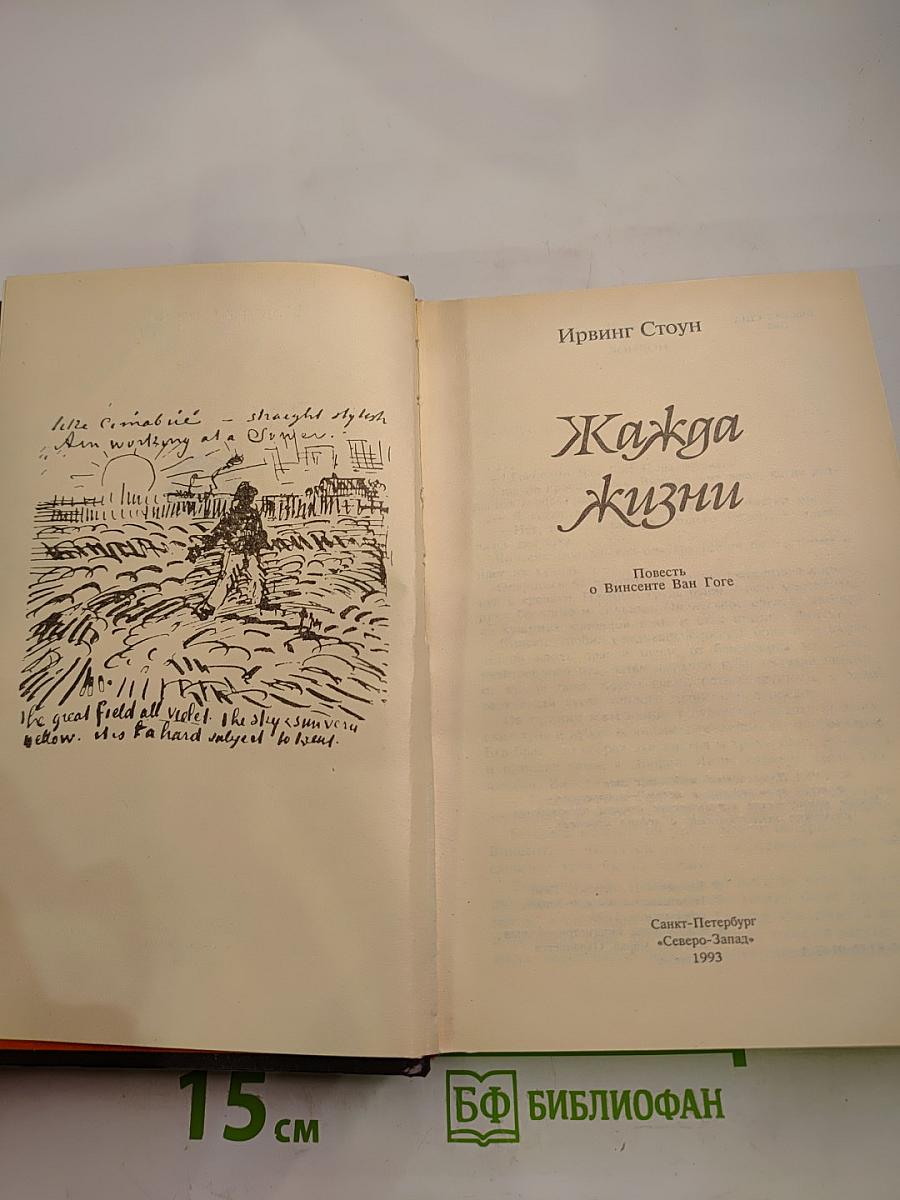 like Cimabue — straight stylish
Am working at a Sower.
the great field all violet. the sky & sun very
yellow. it is a hard subject to treat.
Ирвинг Стоун
Жажда
жизни
Повесть
о Винсенте Ван Гоге
Санкт-Петербург
«Северо-Запад»
1993
15 см
БФ БИБЛИОФАН